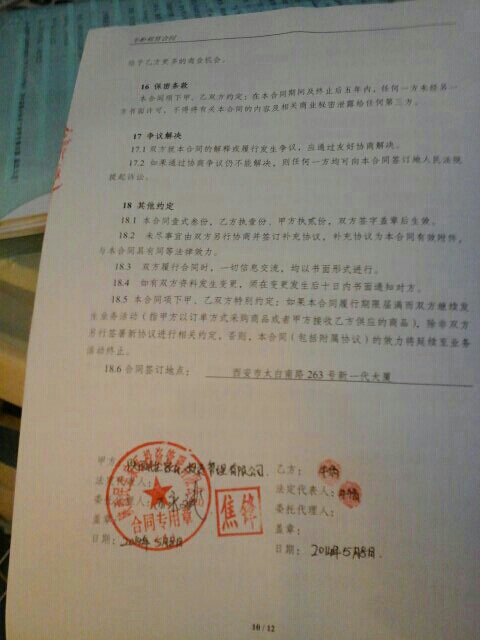 给予乙方更多的商业机会。
16 保密条款
本合同项下甲、乙双方约定：在本合同期间及终止后五年内，任何一方未经另一
方书面许可，不得将有关本合同的内容及相关商业秘密泄露给任何第三方。
17 争议解决
17.1 双方就本合同的解释或履行发生争议，应通过友好协商解决。
17.2 如果通过协商争议仍不能解决，则任何一方均可向本合同签订地人民法院
提起诉讼。
18 其他约定
18.1 本合同壹式叁份，乙方执壹份、甲方执贰份，双方签字盖章后生效。
18.2 未尽事宜由双方另行协商并签订补充协议，补充协议为本合同有效附件，
与本合同具有同等法律效力。
18.3 双方履行合同时，一切信息交流，均以书面形式进行。
18.4 如有双方资料发生变更，须在变更发生后十日内书面通知对方。
18.5 本合同项下甲、乙双方特别约定：如果本合同履行期限届满而双方继续发
生业务活动（指甲方以订单方式采购商品或者甲方接收乙方供应的商品），除非双方
另行签署新协议进行相关约定，否则，本合同（包括附属协议）的效力将延续至业务
活动终止。
18.6 合同签订地点： 西安市太白南路 263 号新一代大厦
甲方 管理有限公司 乙方：
法定代表人： 法定代表人：
委托代理人： 委托代理人：
合同专用章
焦锋
盖章： 盖章：
日期： 2014年5月8日 日期： 2014年5月8日
10 / 12